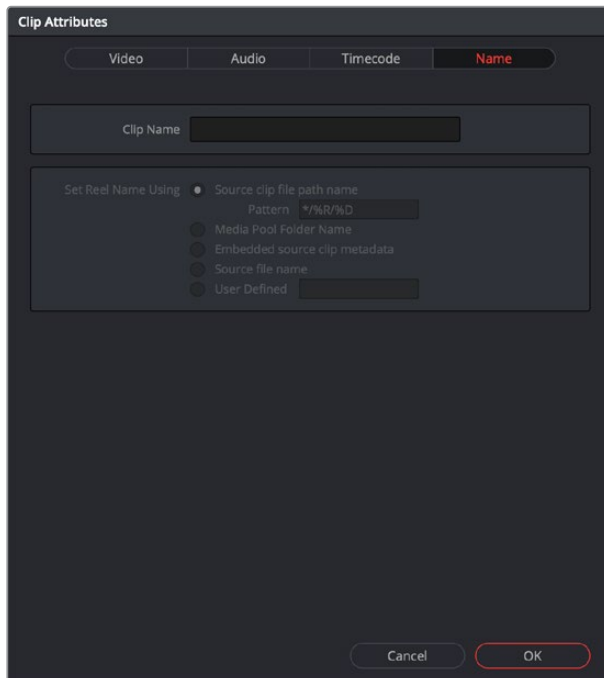 Clip Attributes
Video Audio Timecode Name
Clip Name
Set Reel Name Using Source clip file path name
Pattern */%R/%D
Media Pool Folder Name
Embedded source clip metadata
Source file name
User Defined
Cancel OK